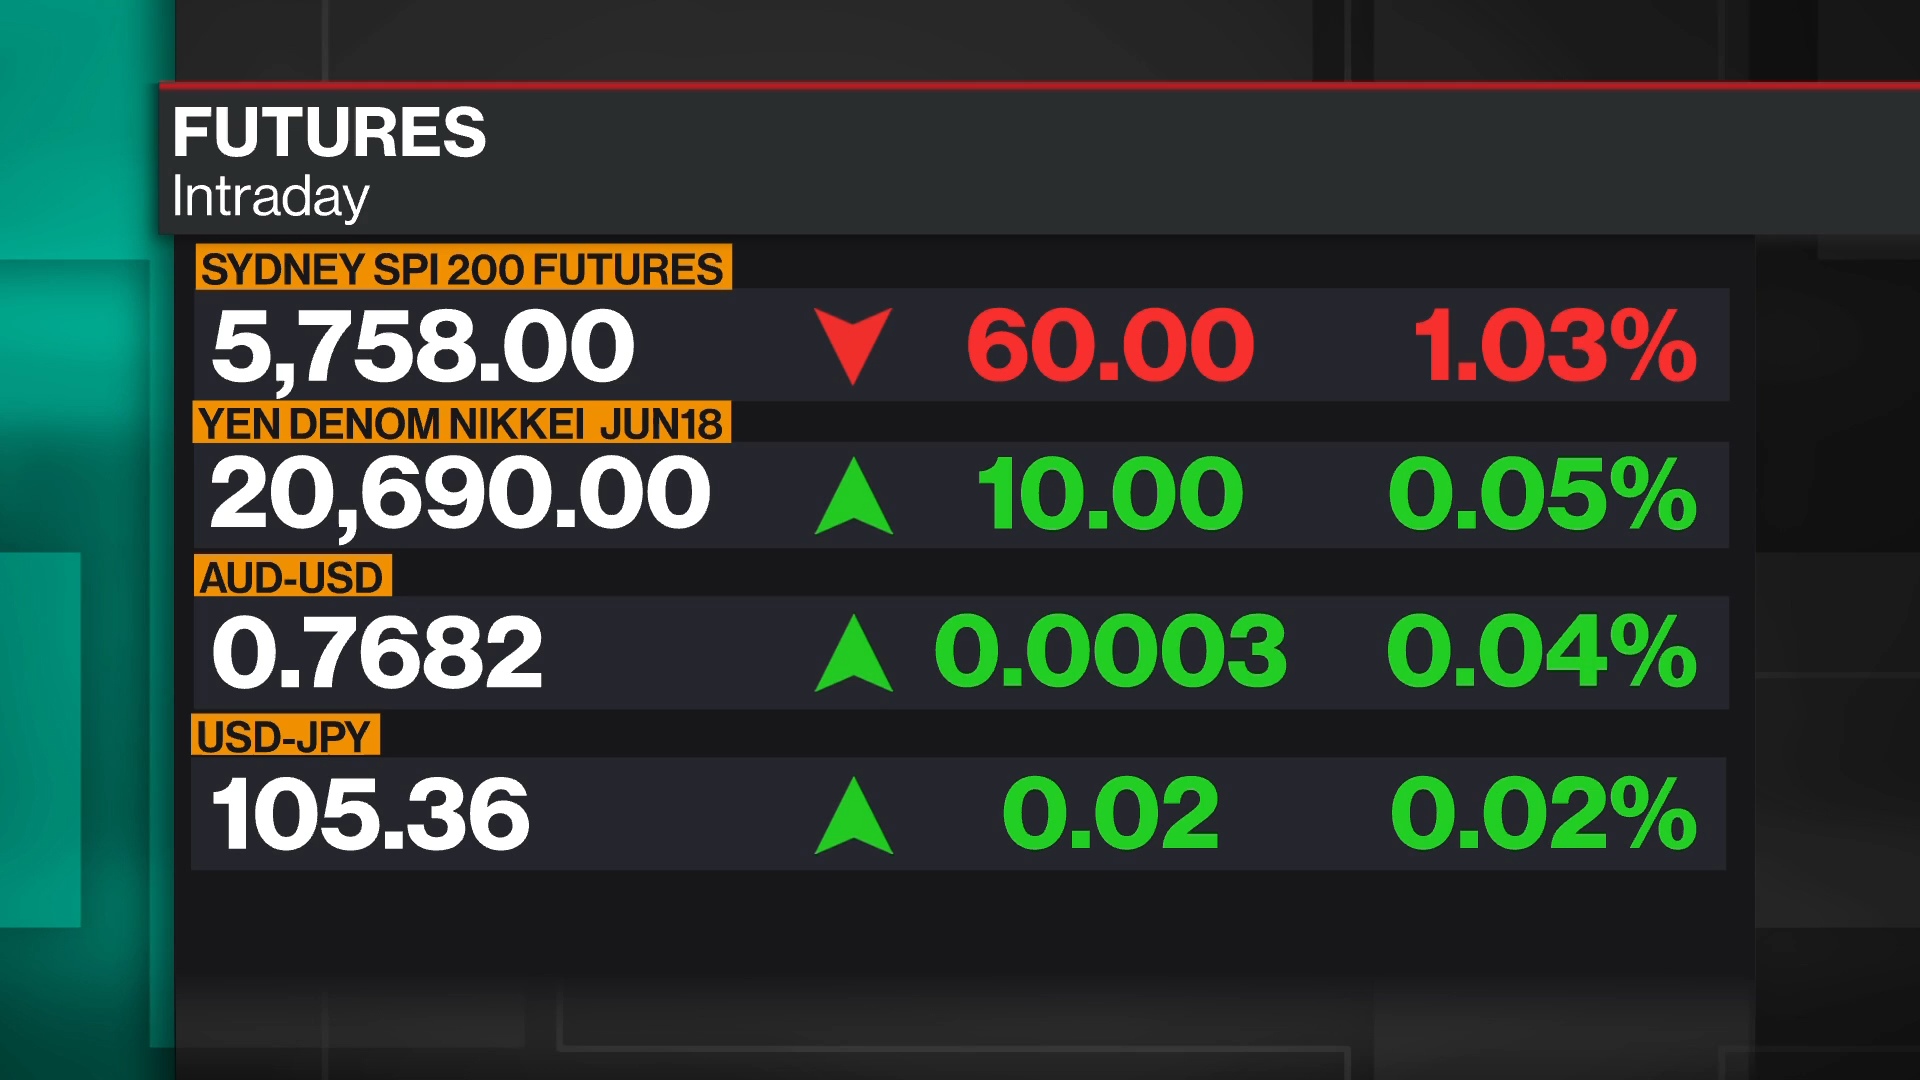 FUTURES
Intraday
SYDNEY SPI 200 FUTURES
5,758.00 60.00 1.03%
YEN DENOM NIKKEI JUN18
20,690.00 10.00 0.05%
AUD-USD
0.7682 0.0003 0.04%
USD-JPY
105.36 0.02 0.02%